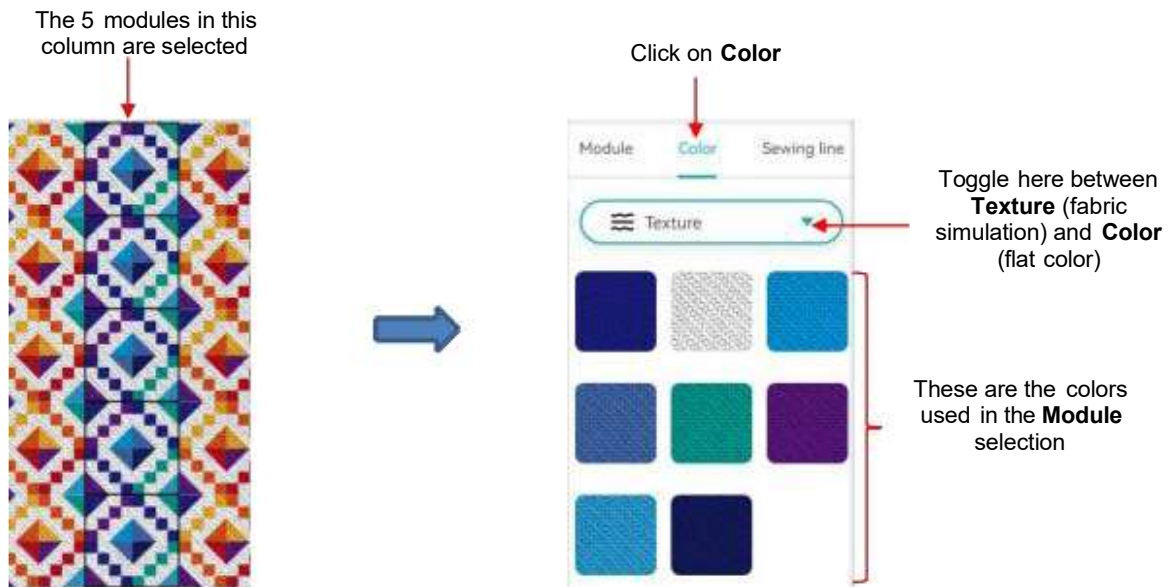 The 5 modules in this
column are selected
Click on Color
Module Color Sewing line
Texture
Toggle here between
Texture (fabric
simulation) and Color
(flat color)
These are the colors
used in the Module
selection